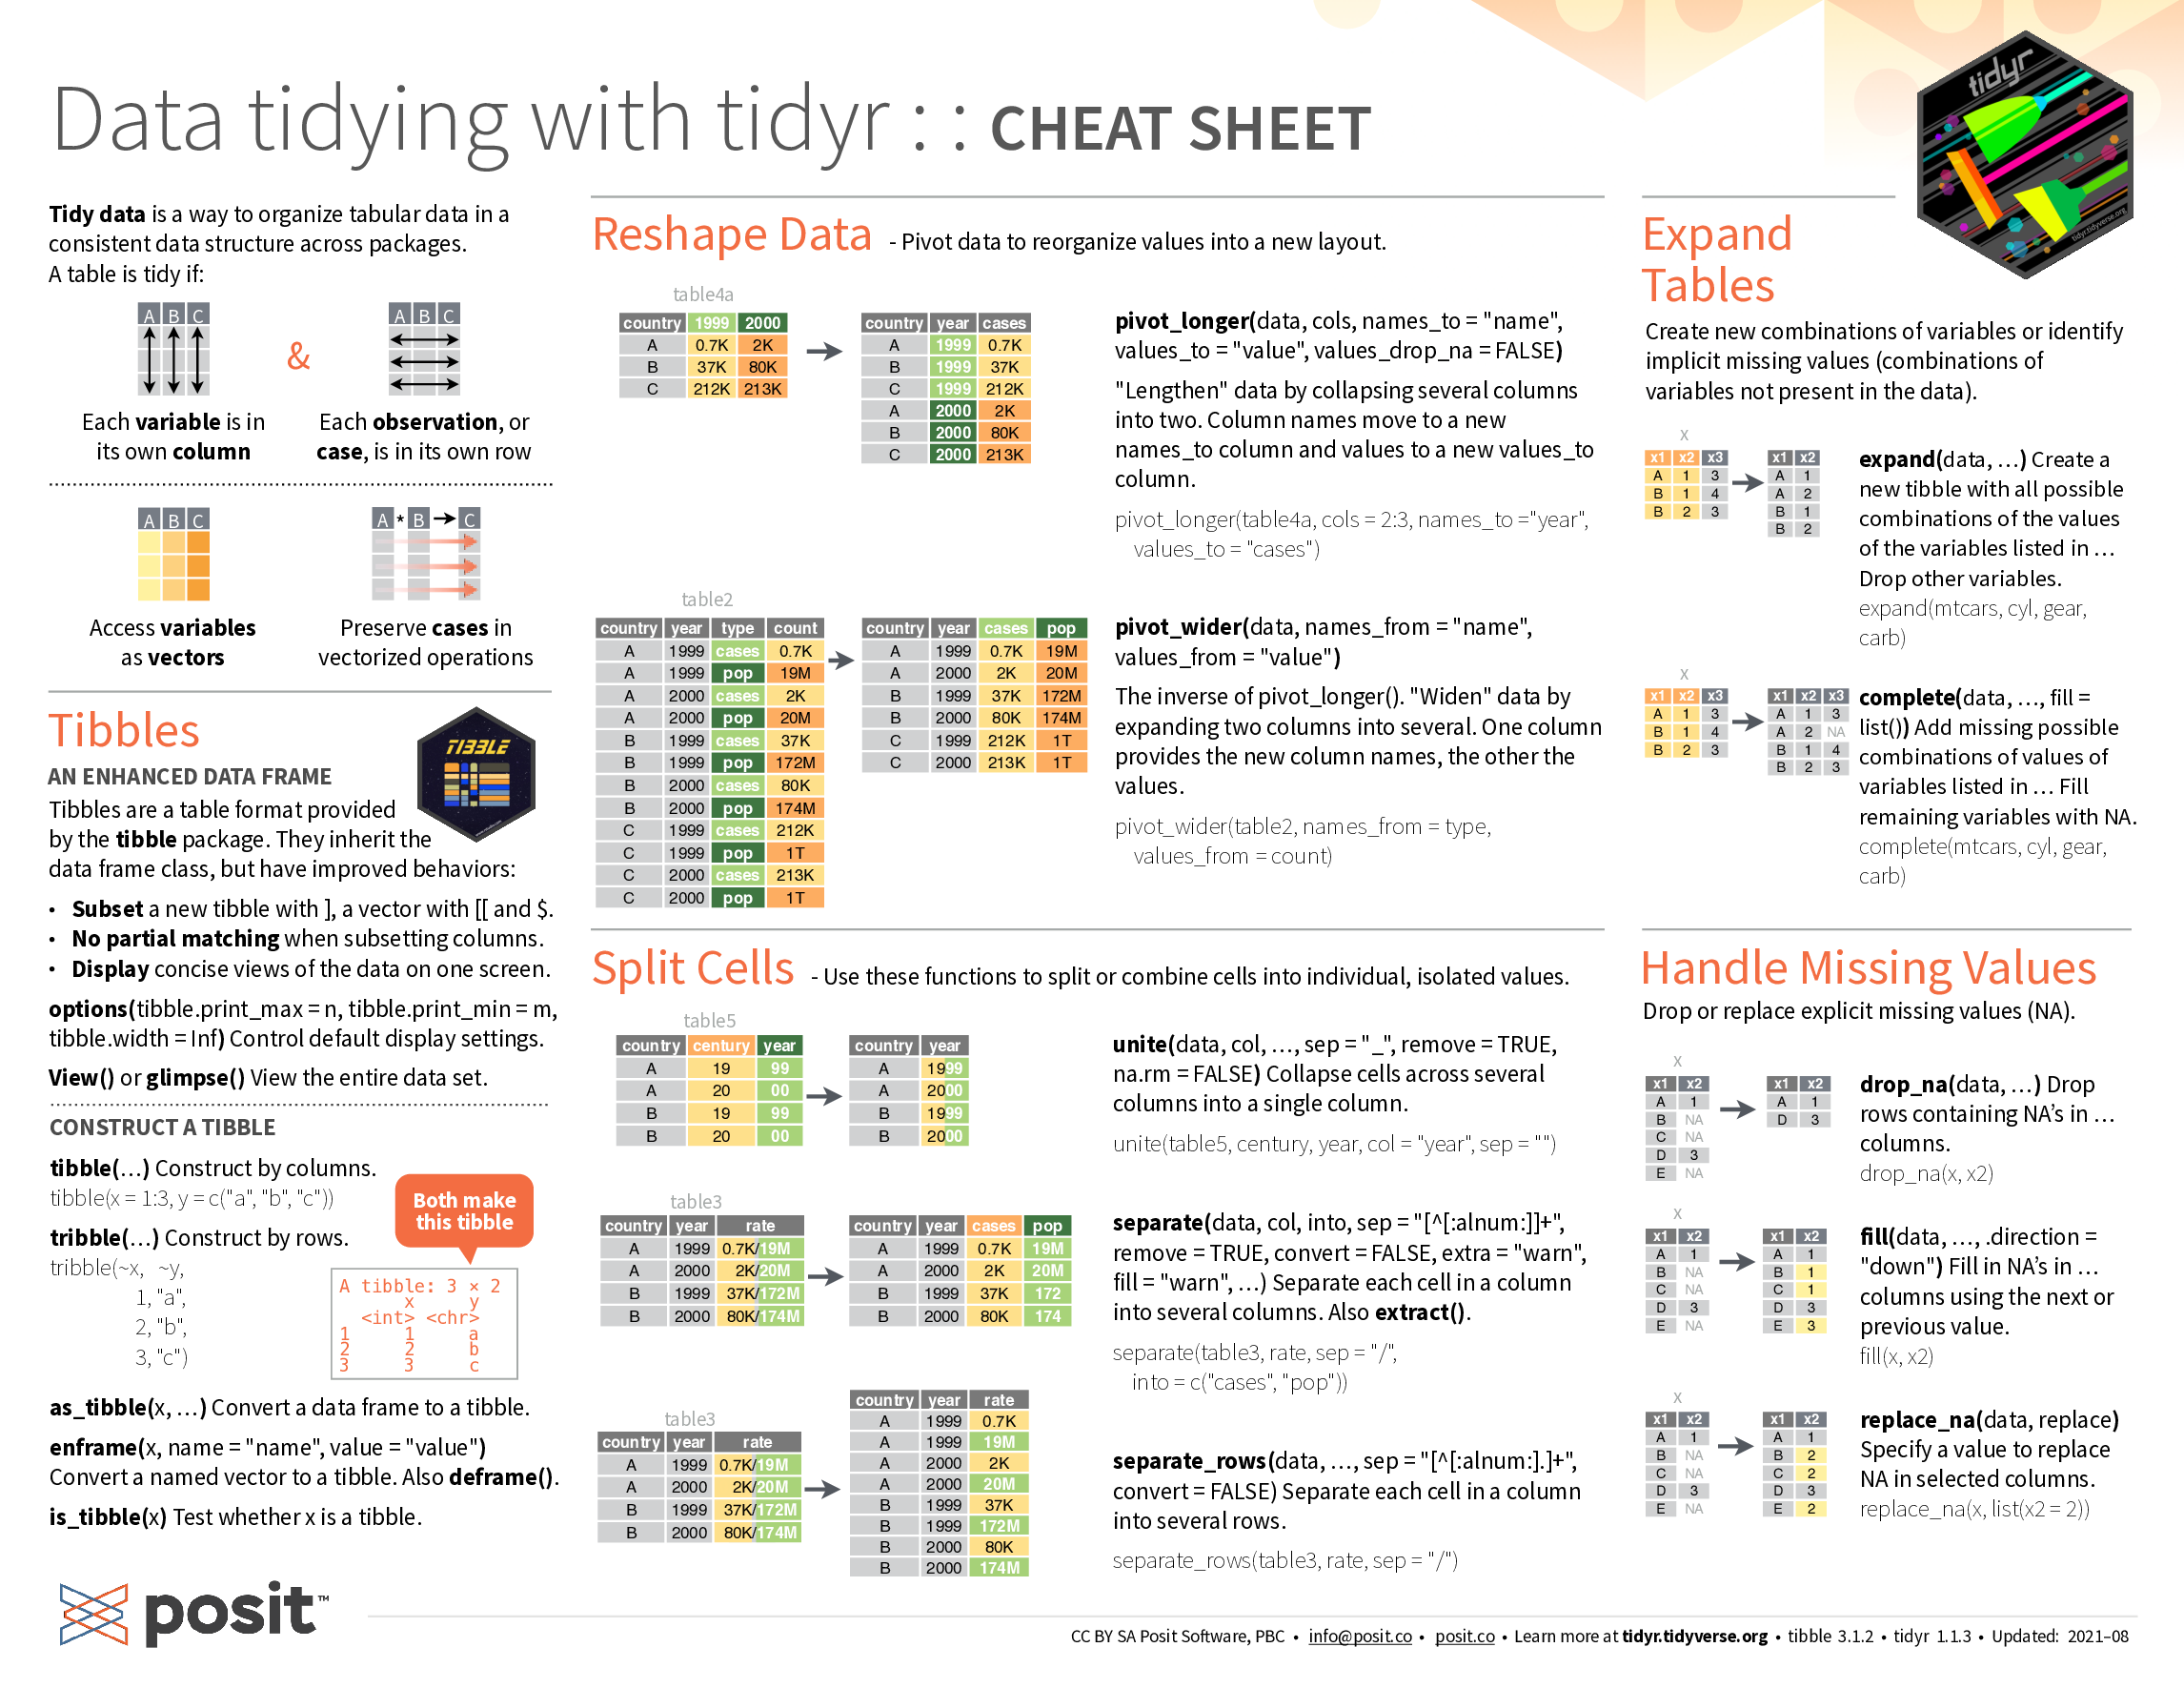 Data tidying with tidyr : : CHEAT SHEET
tidyr
tidyr.tidyverse.org
Tidy data is a way to organize tabular data in a
consistent data structure across packages.
A table is tidy if:
A B C
A B C
&
Each variable is in
its own column
Each observation, or
case, is in its own row
A B C
A * B C
Access variables
as vectors
Preserve cases in
vectorized operations
Tibbles
TIBBLE
AN ENHANCED DATA FRAME
Tibbles are a table format provided
by the tibble package. They inherit the
data frame class, but have improved behaviors:
• Subset a new tibble with ], a vector with [[ and $.
• No partial matching when subsetting columns.
• Display concise views of the data on one screen.
options(tibble.print_max = n, tibble.print_min = m,
tibble.width = Inf) Control default display settings.
View() or glimpse() View the entire data set.
CONSTRUCT A TIBBLE
tibble(…) Construct by columns.
tibble(x = 1:3, y = c("a", "b", "c"))
tribble(…) Construct by rows.
tribble(~x, ~y,
1, "a",
2, "b",
3, "c")
Both make
this tibble
A tibble: 3 × 2
x y
<int> <chr>
1 1 a
2 2 b
3 3 c
as_tibble(x, …) Convert a data frame to a tibble.
enframe(x, name = "name", value = "value")
Convert a named vector to a tibble. Also deframe().
is_tibble(x) Test whether x is a tibble.
Reshape Data - Pivot data to reorganize values into a new layout.
table4a
country 1999 2000
A 0.7K 2K
B 37K 80K
C 212K 213K
country year cases
A 1999 0.7K
B 1999 37K
C 1999 212K
A 2000 2K
B 2000 80K
C 2000 213K
pivot_longer(data, cols, names_to = "name",
values_to = "value", values_drop_na = FALSE)
"Lengthen" data by collapsing several columns
into two. Column names move to a new
names_to column and values to a new values_to
column.
pivot_longer(table4a, cols = 2:3, names_to ="year",
values_to = "cases")
table2
country year type count
A 1999 cases 0.7K
A 1999 pop 19M
A 2000 cases 2K
A 2000 pop 20M
B 1999 cases 37K
B 1999 pop 172M
B 2000 cases 80K
B 2000 pop 174M
C 1999 cases 212K
C 1999 pop 1T
C 2000 cases 213K
C 2000 pop 1T
country year cases pop
A 1999 0.7K 19M
A 2000 2K 20M
B 1999 37K 172M
B 2000 80K 174M
C 1999 212K 1T
C 2000 213K 1T
pivot_wider(data, names_from = "name",
values_from = "value")
The inverse of pivot_longer(). "Widen" data by
expanding two columns into several. One column
provides the new column names, the other the
values.
pivot_wider(table2, names_from = type,
values_from = count)
Split Cells - Use these functions to split or combine cells into individual, isolated values.
table5
country century year
A 19 99
A 20 00
B 19 99
B 20 00
country year
A 1999
A 2000
B 1999
B 2000
unite(data, col, …, sep = "_", remove = TRUE,
na.rm = FALSE) Collapse cells across several
columns into a single column.
unite(table5, century, year, col = "year", sep = "")
table3
country year rate
A 1999 0.7K/19M
A 2000 2K/20M
B 1999 37K/172M
B 2000 80K/174M
country year cases pop
A 1999 0.7K 19M
A 2000 2K 20M
B 1999 37K 172
B 2000 80K 174
separate(data, col, into, sep = "[^[:alnum:]]+",
remove = TRUE, convert = FALSE, extra = "warn",
fill = "warn", …) Separate each cell in a column
into several columns. Also extract().
separate(table3, rate, sep = "/",
into = c("cases", "pop"))
table3
country year rate
A 1999 0.7K/19M
A 2000 2K/20M
B 1999 37K/172M
B 2000 80K/174M
country year rate
A 1999 0.7K
A 1999 19M
A 2000 2K
A 2000 20M
B 1999 37K
B 1999 172M
B 2000 80K
B 2000 174M
separate_rows(data, …, sep = "[^[:alnum:].]+",
convert = FALSE) Separate each cell in a column
into several rows.
separate_rows(table3, rate, sep = "/")
Expand
Tables
Create new combinations of variables or identify
implicit missing values (combinations of
variables not present in the data).
x
x1 x2 x3
A 1 3
B 1 4
B 2 3
x1 x2
A 1
A 2
B 1
B 2
expand(data, …) Create a
new tibble with all possible
combinations of the values
of the variables listed in …
Drop other variables.
expand(mtcars, cyl, gear,
carb)
x
x1 x2 x3
A 1 3
B 1 4
B 2 3
x1 x2 x3
A 1 3
A 2 NA
B 1 4
B 2 3
complete(data, …, fill =
list()) Add missing possible
combinations of values of
variables listed in … Fill
remaining variables with NA.
complete(mtcars, cyl, gear,
carb)
Handle Missing Values
Drop or replace explicit missing values (NA).
x
x1 x2
A 1
B NA
C NA
D 3
E NA
x1 x2
A 1
D 3
drop_na(data, …) Drop
rows containing NA’s in …
columns.
drop_na(x, x2)
x
x1 x2
A 1
B NA
C NA
D 3
E NA
x1 x2
A 1
B 1
C 1
D 3
E 3
fill(data, …, .direction =
"down") Fill in NA’s in …
columns using the next or
previous value.
fill(x, x2)
x
x1 x2
A 1
B NA
C NA
D 3
E NA
x1 x2
A 1
B 2
C 2
D 3
E 2
replace_na(data, replace)
Specify a value to replace
NA in selected columns.
replace_na(x, list(x2 = 2))
posit™
CC BY SA Posit Software, PBC • info@posit.co • posit.co • Learn more at tidyr.tidyverse.org • tibble 3.1.2 • tidyr 1.1.3 • Updated: 2021–08